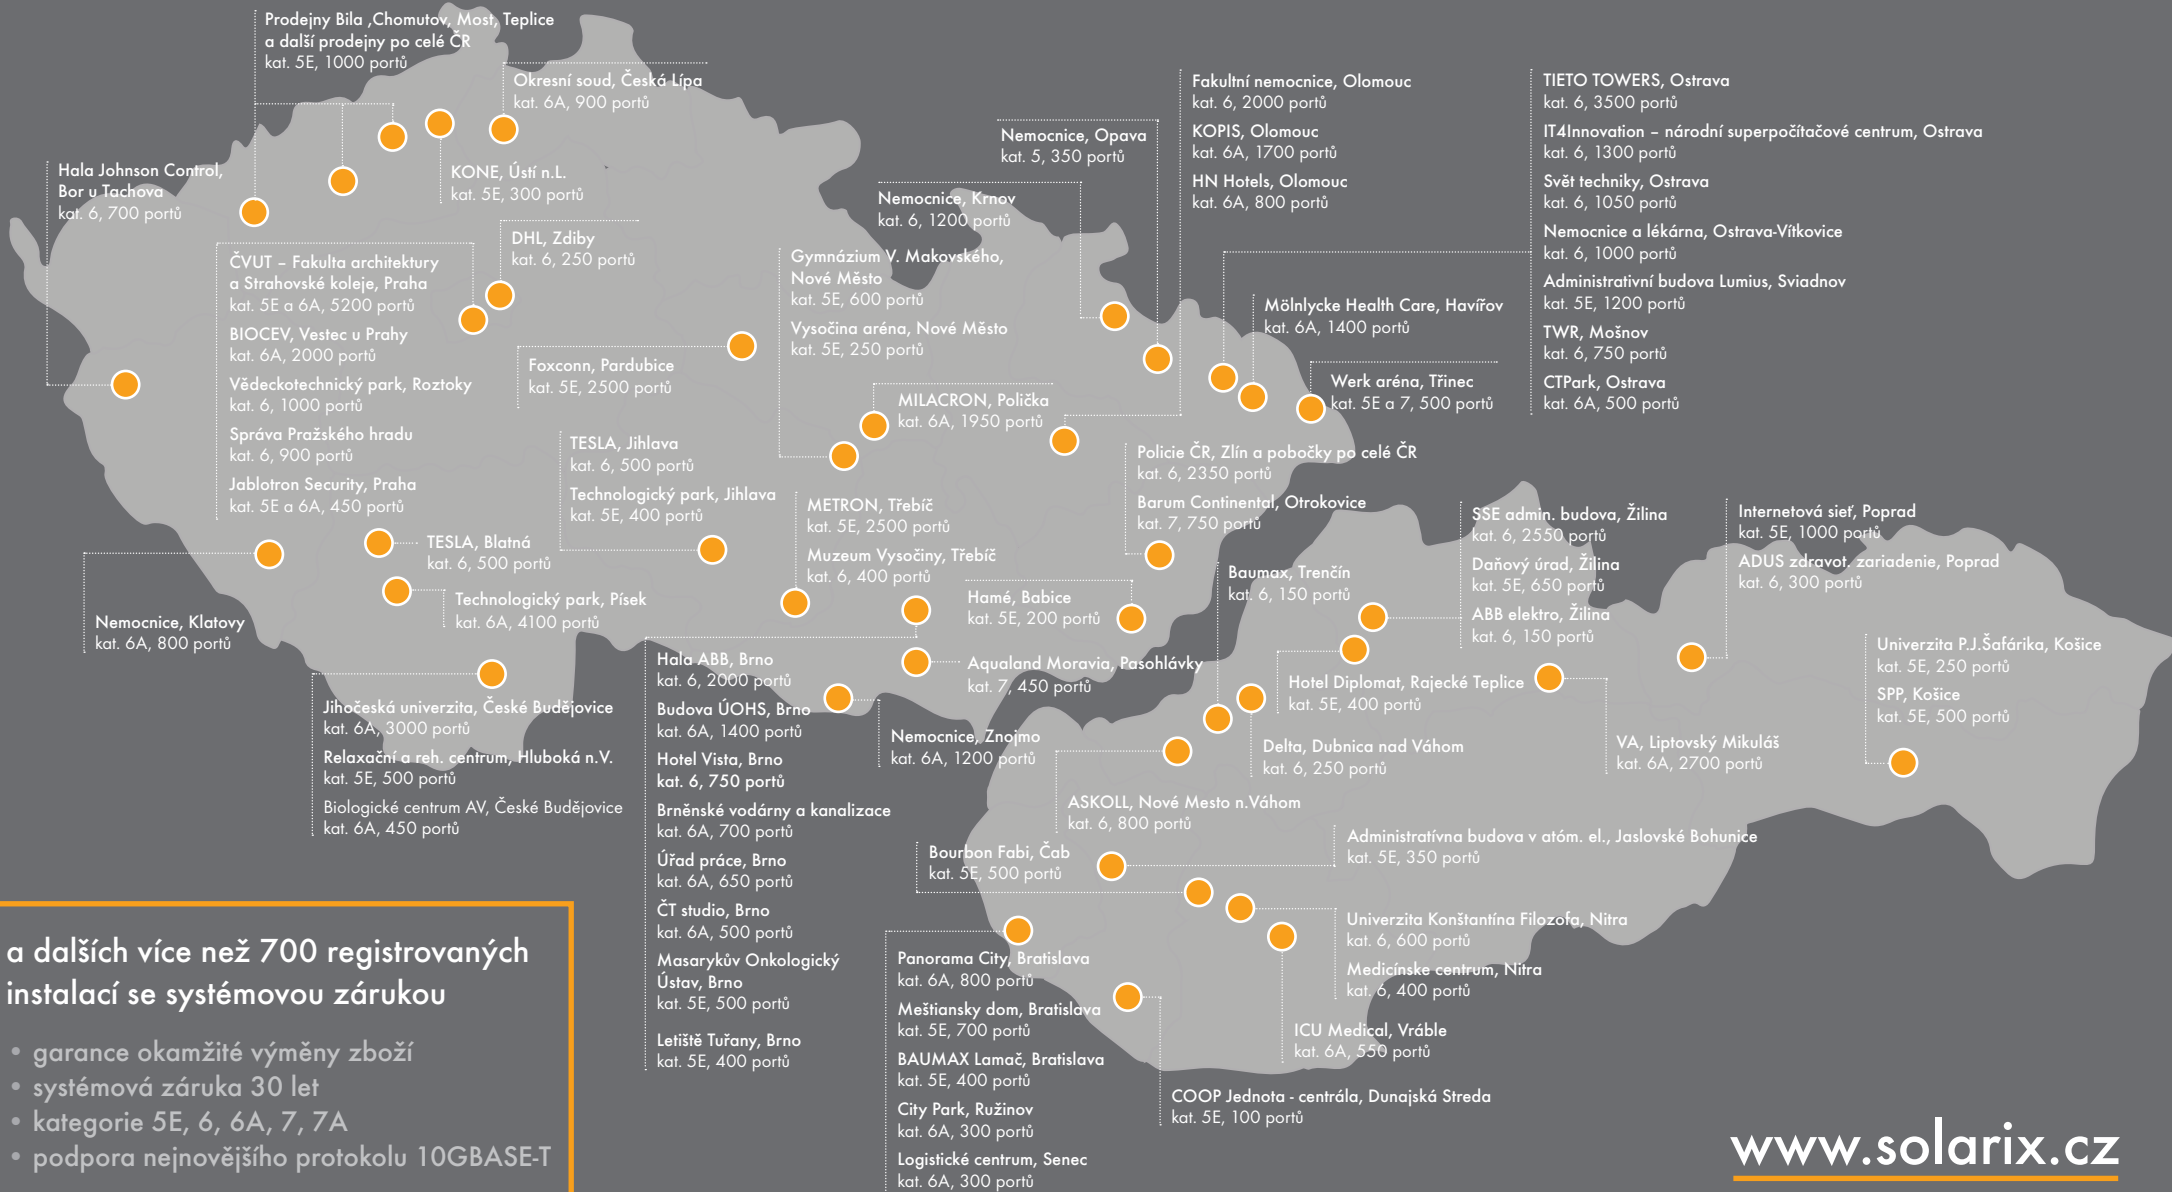 Prodejny Bila ,Chomutov, Most, Teplice
a další prodejny po celé ČR
kat. 5E, 1000 portů
Okresní soud, Česká Lípa
kat. 6A, 900 portů
KONE, Ústí n.L.
kat. 5E, 300 portů
Hala Johnson Control,
Bor u Tachova
kat. 6, 700 portů
DHL, Zdiby
kat. 6, 250 portů
ČVUT – Fakulta architektury
a Strahovské koleje, Praha
kat. 5E a 6A, 5200 portů
BIOCEV, Vestec u Prahy
kat. 6A, 2000 portů
Vědeckotechnický park, Roztoky
kat. 6, 1000 portů
Správa Pražského hradu
kat. 6, 900 portů
Jablotron Security, Praha
kat. 5E a 6A, 450 portů
Foxconn, Pardubice
kat. 5E, 2500 portů
Gymnázium V. Makovského,
Nové Město
kat. 5E, 600 portů
Vysočina aréna, Nové Město
kat. 5E, 250 portů
MILACRON, Polička
kat. 6A, 1950 portů
Nemocnice, Krnov
kat. 6, 1200 portů
Nemocnice, Opava
kat. 5, 350 portů
Fakultní nemocnice, Olomouc
kat. 6, 2000 portů
KOPIS, Olomouc
kat. 6A, 1700 portů
HN Hotels, Olomouc
kat. 6A, 800 portů
TIETO TOWERS, Ostrava
kat. 6, 3500 portů
IT4Innovation – národní superpočítačové centrum, Ostrava
kat. 6, 1300 portů
Svět techniky, Ostrava
kat. 6, 1050 portů
Nemocnice a lékárna, Ostrava-Vítkovice
kat. 6, 1000 portů
Administrativní budova Lumius, Sviadnov
kat. 5E, 1200 portů
TWR, Mošnov
kat. 6, 750 portů
CTPark, Ostrava
kat. 6A, 500 portů
Mölnlycke Health Care, Havířov
kat. 6A, 1400 portů
Werk aréna, Třinec
kat. 5E a 7, 500 portů
TESLA, Jihlava
kat. 6, 500 portů
Technologický park, Jihlava
kat. 5E, 400 portů
METRON, Třebíč
kat. 5E, 2500 portů
Muzeum Vysočiny, Třebíč
kat. 6, 400 portů
Policie ČR, Zlín a pobočky po celé ČR
kat. 6, 2350 portů
Barum Continental, Otrokovice
kat. 7, 750 portů
TESLA, Blatná
kat. 6, 500 portů
Technologický park, Písek
kat. 6A, 4100 portů
Nemocnice, Klatovy
kat. 6A, 800 portů
Hamé, Babice
kat. 5E, 200 portů
Aqualand Moravia, Pasohlávky
kat. 7, 450 portů
Nemocnice, Znojmo
kat. 6A, 1200 portů
Jihočeská univerzita, České Budějovice
kat. 6A, 3000 portů
Relaxační a reh. centrum, Hluboká n.V.
kat. 5E, 500 portů
Biologické centrum AV, České Budějovice
kat. 6A, 450 portů
Hala ABB, Brno
kat. 6, 2000 portů
Budova ÚOHS, Brno
kat. 6A, 1400 portů
Hotel Vista, Brno
kat. 6, 750 portů
Brněnské vodárny a kanalizace
kat. 6A, 700 portů
Úřad práce, Brno
kat. 6A, 650 portů
ČT studio, Brno
kat. 6A, 500 portů
Masarykův Onkologický
Ústav, Brno
kat. 5E, 500 portů
Letiště Tuřany, Brno
kat. 5E, 400 portů
Baumax, Trenčín
kat. 6, 150 portů
SSE admin. budova, Žilina
kat. 6, 2550 portů
Daňový úrad, Žilina
kat. 5E, 650 portů
ABB elektro, Žilina
kat. 6, 150 portů
Internetová sieť, Poprad
kat. 5E, 1000 portů
ADUS zdravot. zariadenie, Poprad
kat. 6, 300 portů
Univerzita P.J.Šafárika, Košice
kat. 5E, 250 portů
SPP, Košice
kat. 5E, 500 portů
Hotel Diplomat, Rajecké Teplice
kat. 5E, 400 portů
Delta, Dubnica nad Váhom
kat. 6, 250 portů
VA, Liptovský Mikuláš
kat. 6A, 2700 portů
ASKOLL, Nové Mesto n.Váhom
kat. 6, 800 portů
Administratívna budova v atóm. el., Jaslovské Bohunice
kat. 5E, 350 portů
Bourbon Fabi, Čab
kat. 5E, 500 portů
Univerzita Konštantína Filozofa, Nitra
kat. 6, 600 portů
Medicínske centrum, Nitra
kat. 6, 400 portů
ICU Medical, Vráble
kat. 6A, 550 portů
COOP Jednota - centrála, Dunajská Streda
kat. 5E, 100 portů
Panorama City, Bratislava
kat. 6A, 800 portů
Meštiansky dom, Bratislava
kat. 5E, 700 portů
BAUMAX Lamač, Bratislava
kat. 5E, 400 portů
City Park, Ružinov
kat. 6A, 300 portů
Logistické centrum, Senec
kat. 6A, 300 portů
a dalších více než 700 registrovaných
instalací se systémovou zárukou
• garance okamžité výměny zboží
• systémová záruka 30 let
• kategorie 5E, 6, 6A, 7, 7A
• podpora nejnovějšího protokolu 10GBASE-T
www.solarix.cz